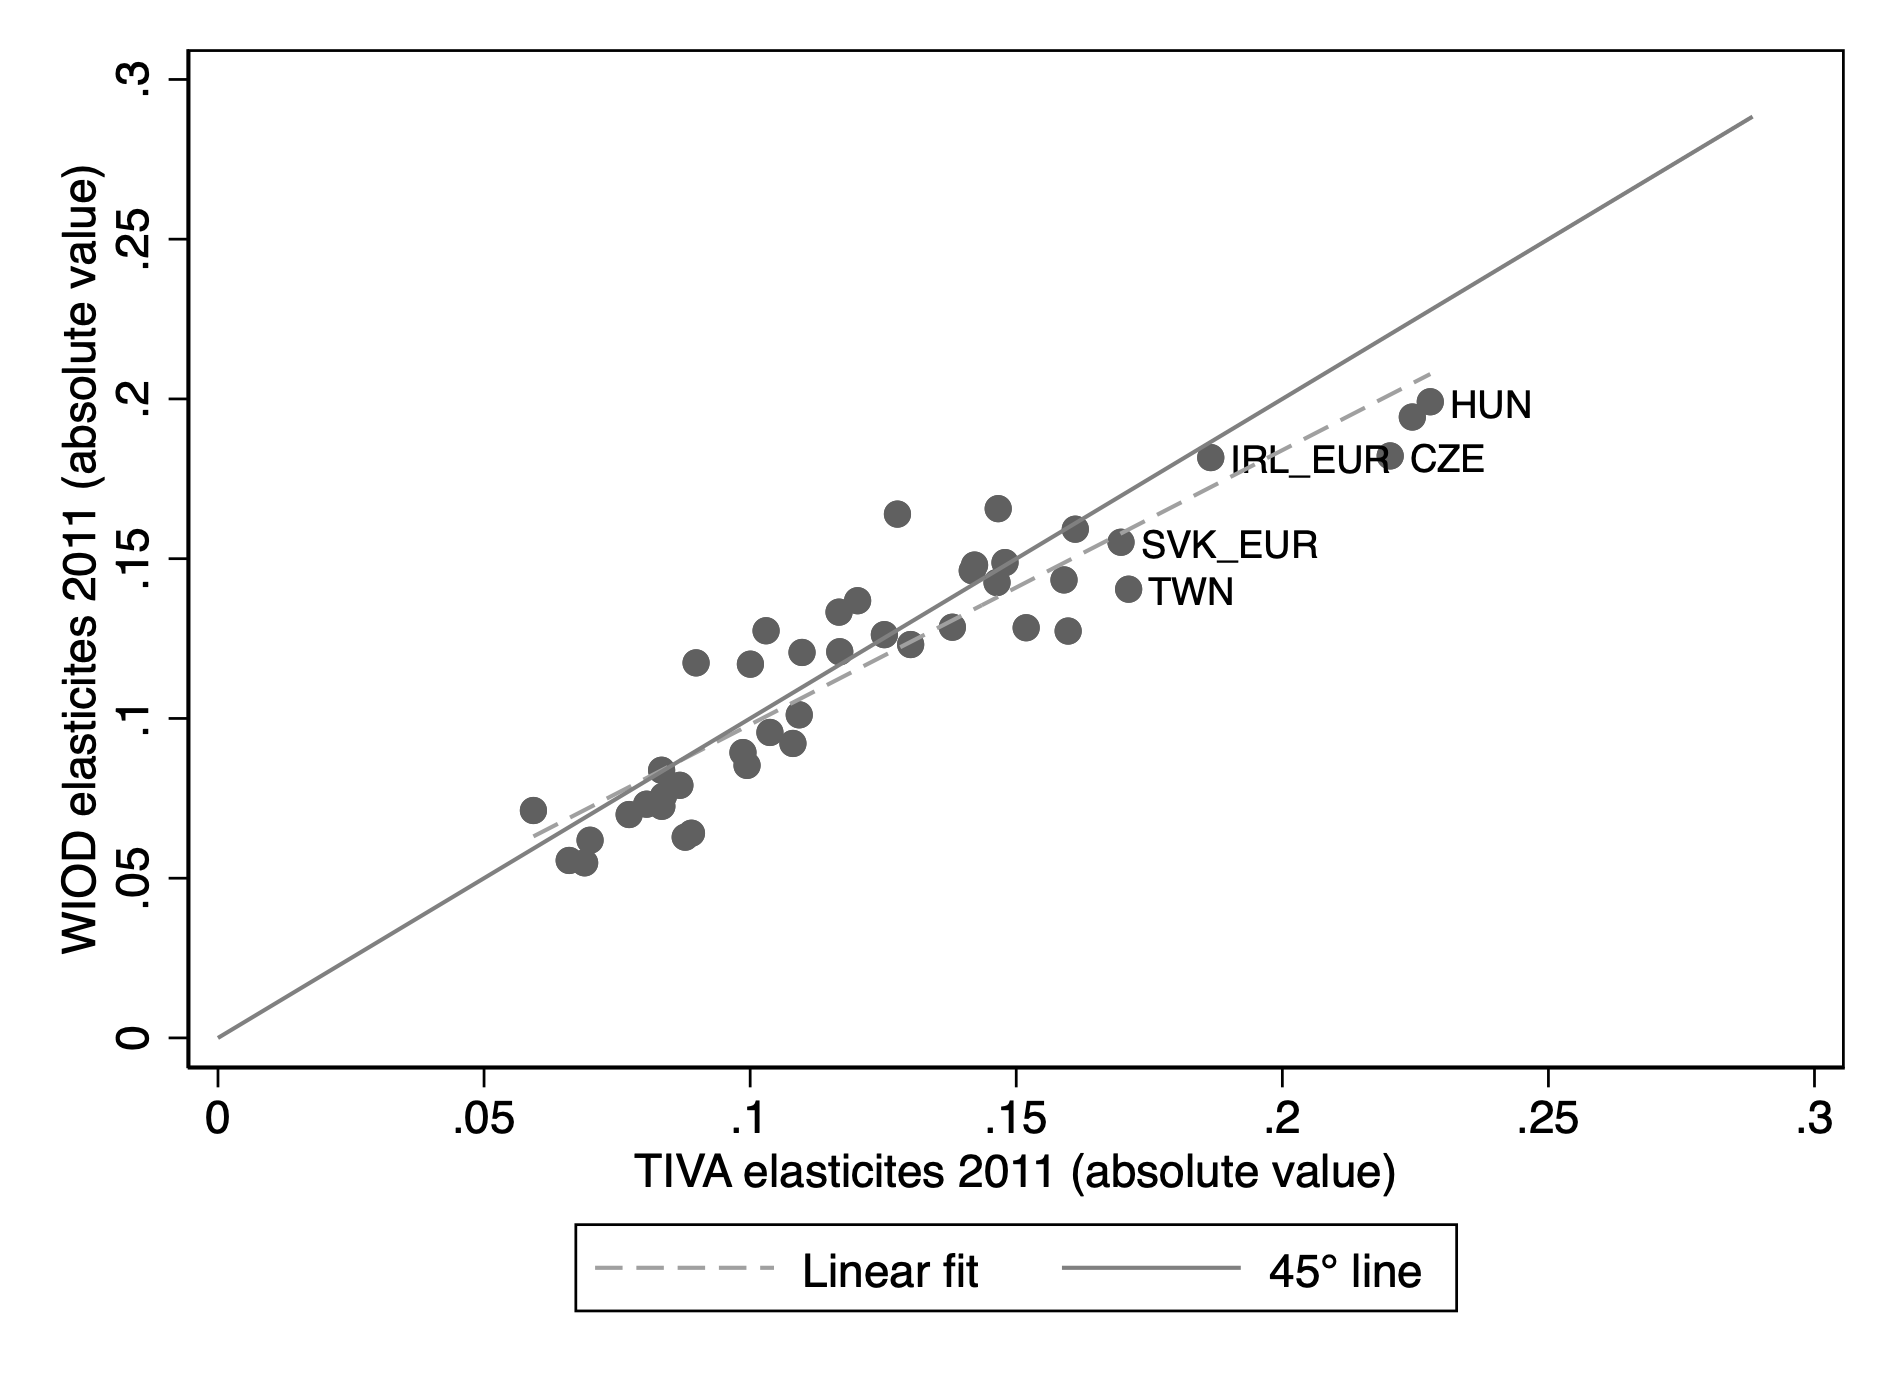 WIOD elasticites 2011 (absolute value)
.3
.25
.2
.15
.1
.05
0
HUN
IRL_EUR
CZE
SVK_EUR
TWN
0 .05 .1 .15 .2 .25 .3
TIVA elasticites 2011 (absolute value)
Linear fit 45° line